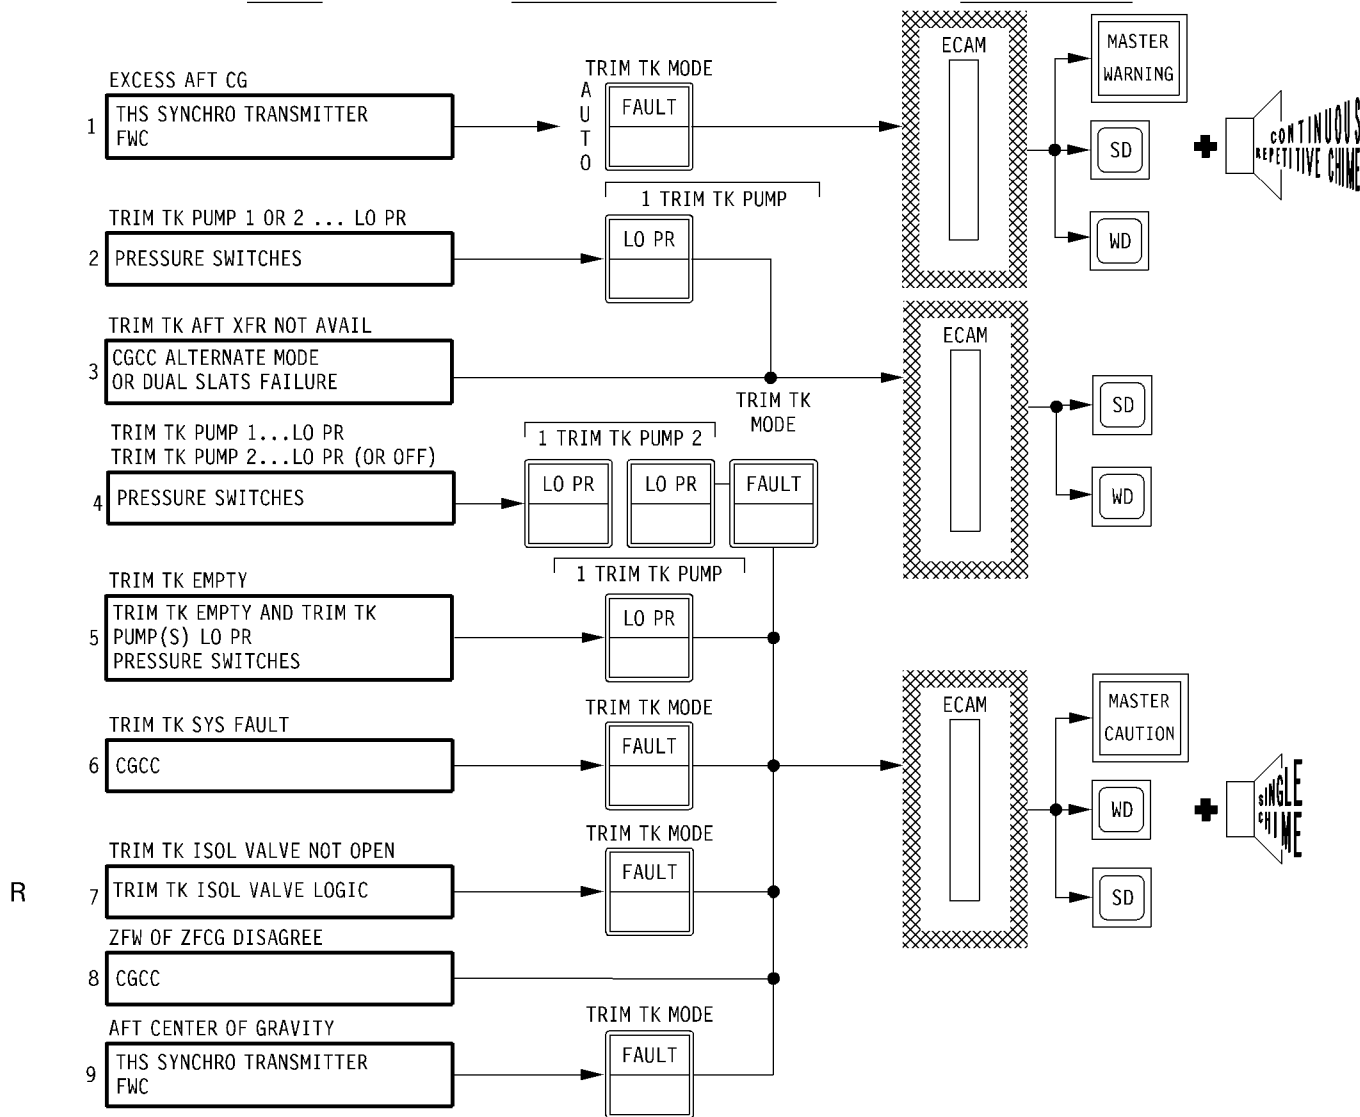 EXCESS AFT CG
1
THS SYNCHRO TRANSMITTER
FWC
TRIM TK MODE
AUTO
FAULT
ECAM
MASTER
WARNING
SD
WD
CONTINUOUS
REPETITIVE CHIME
TRIM TK PUMP 1 OR 2 ... LO PR
2
PRESSURE SWITCHES
1 TRIM TK PUMP
LO PR
TRIM TK AFT XFR NOT AVAIL
3
CGCC ALTERNATE MODE
OR DUAL SLATS FAILURE
TRIM TK
MODE
ECAM
SD
WD
TRIM TK PUMP 1...LO PR
TRIM TK PUMP 2...LO PR (OR OFF)
4
PRESSURE SWITCHES
1 TRIM TK PUMP 2
LO PR
LO PR
FAULT
TRIM TK EMPTY
5
TRIM TK EMPTY AND TRIM TK
PUMP(S) LO PR
PRESSURE SWITCHES
1 TRIM TK PUMP
LO PR
TRIM TK SYS FAULT
6
CGCC
TRIM TK MODE
FAULT
ECAM
MASTER
CAUTION
WD
SD
SINGLE
CHIME
TRIM TK ISOL VALVE NOT OPEN
R
7
TRIM TK ISOL VALVE LOGIC
TRIM TK MODE
FAULT
ZFW OF ZFCG DISAGREE
8
CGCC
AFT CENTER OF GRAVITY
9
THS SYNCHRO TRANSMITTER
FWC
TRIM TK MODE
FAULT